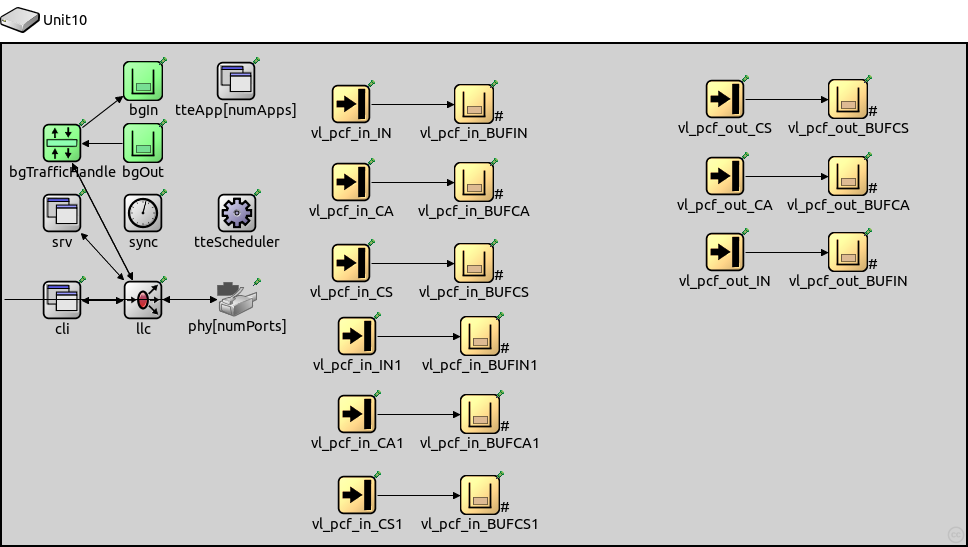 Unit10
bgIn
tteApp[numApps]
bgTrafficHandle
bgOut
srv
sync
tteScheduler
cli
llc
phy[numPorts]
vl_pcf_in_IN
vl_pcf_in_BUFIN
#
vl_pcf_in_CA
vl_pcf_in_BUFCA
#
vl_pcf_in_CS
vl_pcf_in_BUFCS
#
vl_pcf_in_IN1
vl_pcf_in_BUFIN1
#
vl_pcf_in_CA1
vl_pcf_in_BUFCA1
#
vl_pcf_in_CS1
vl_pcf_in_BUFCS1
#
vl_pcf_out_CS
vl_pcf_out_BUFCS
#
vl_pcf_out_CA
vl_pcf_out_BUFCA
#
vl_pcf_out_IN
vl_pcf_out_BUFIN
#